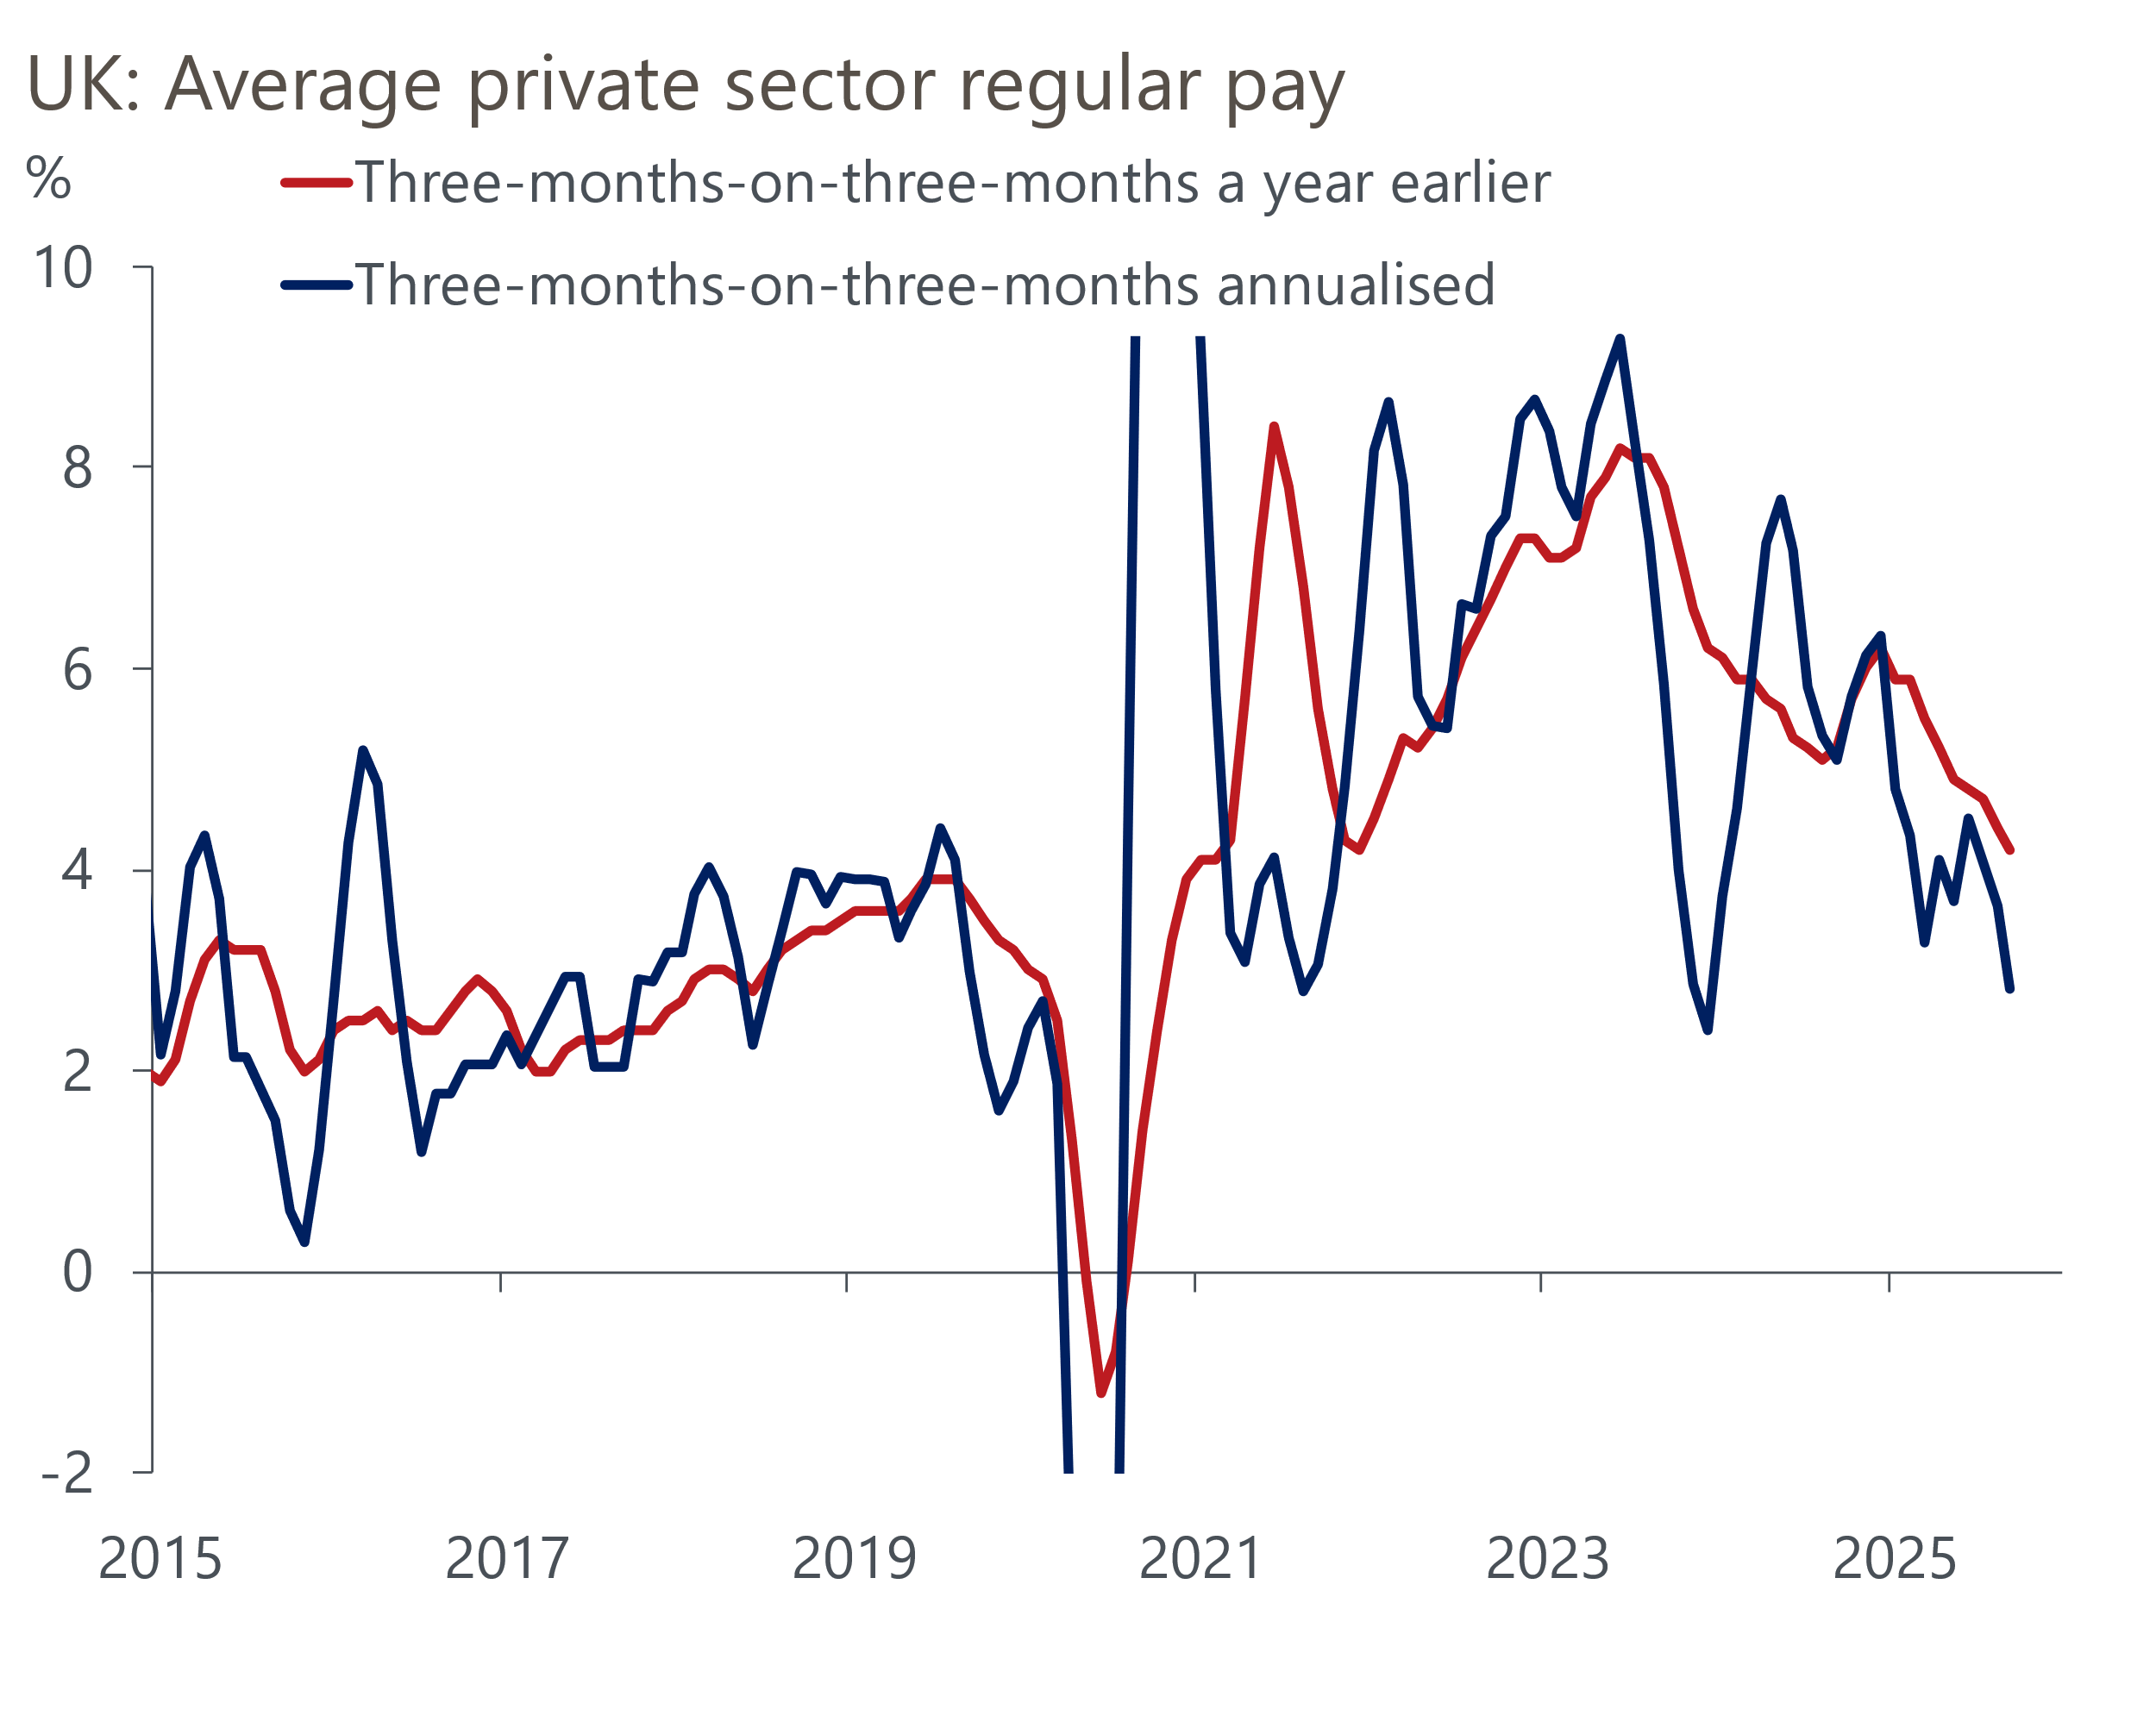 UK: Average private sector regular pay
%
Three-months-on-three-months a year earlier
Three-months-on-three-months annualised
10
8
6
4
2
0
-2
2015 2017 2019 2021 2023 2025